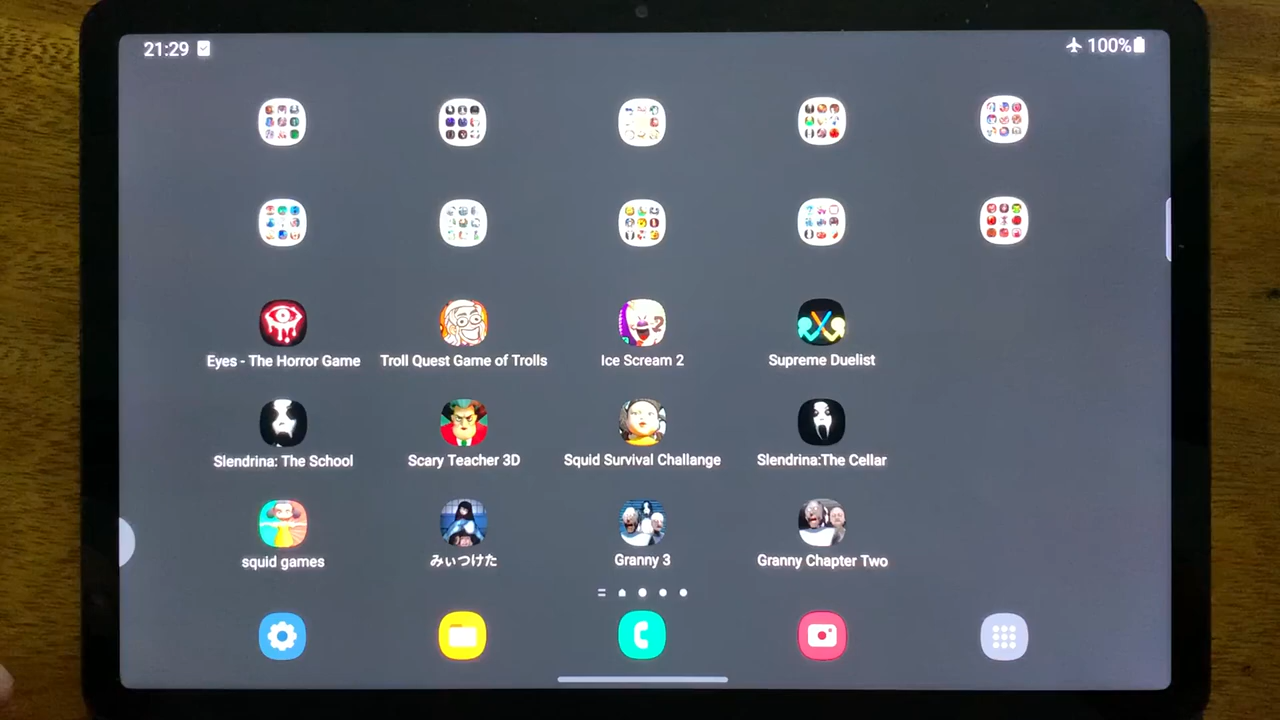 21:29
100%
Eyes - The Horror Game
Troll Quest Game of Trolls
Ice Scream 2
Supreme Duelist
Slendrina: The School
Scary Teacher 3D
Squid Survival Challange
Slendrina:The Cellar
squid games
みぃつけた
Granny 3
Granny Chapter Two